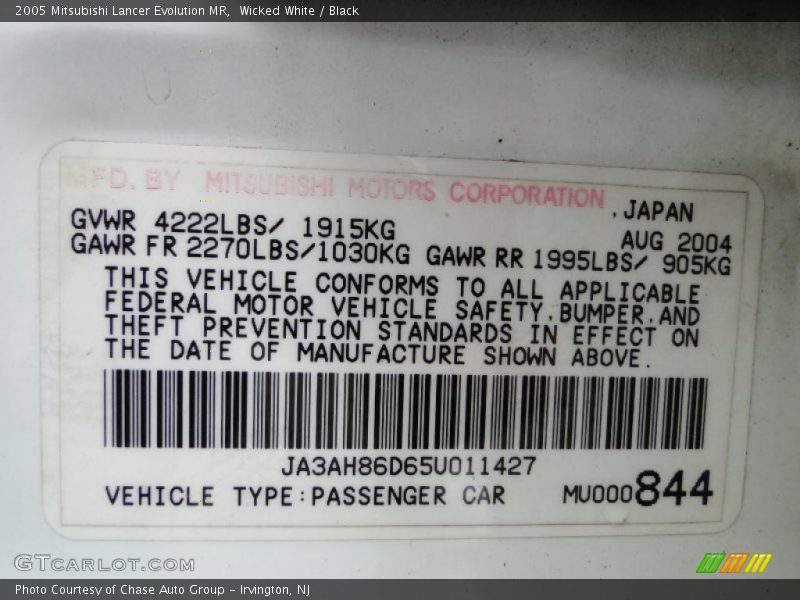 2005 Mitsubishi Lancer Evolution MR,  Wicked White / Black
MFD. BY MITSUBISHI MOTORS CORPORATION
. JAPAN
GVWR 4222LBS/ 1915KG
AUG 2004
GAWR FR 2270LBS/1030KG GAWR RR 1995LBS/ 905KG
THIS VEHICLE CONFORMS TO ALL APPLICABLE
FEDERAL MOTOR VEHICLE SAFETY,BUMPER,AND
THEFT PREVENTION STANDARDS IN EFFECT ON
THE DATE OF MANUFACTURE SHOWN ABOVE.
JA3AH86D65U011427
VEHICLE TYPE:PASSENGER CAR MU000844
GTCARLOT.COM
Photo Courtesy of Chase Auto Group - Irvington, NJ